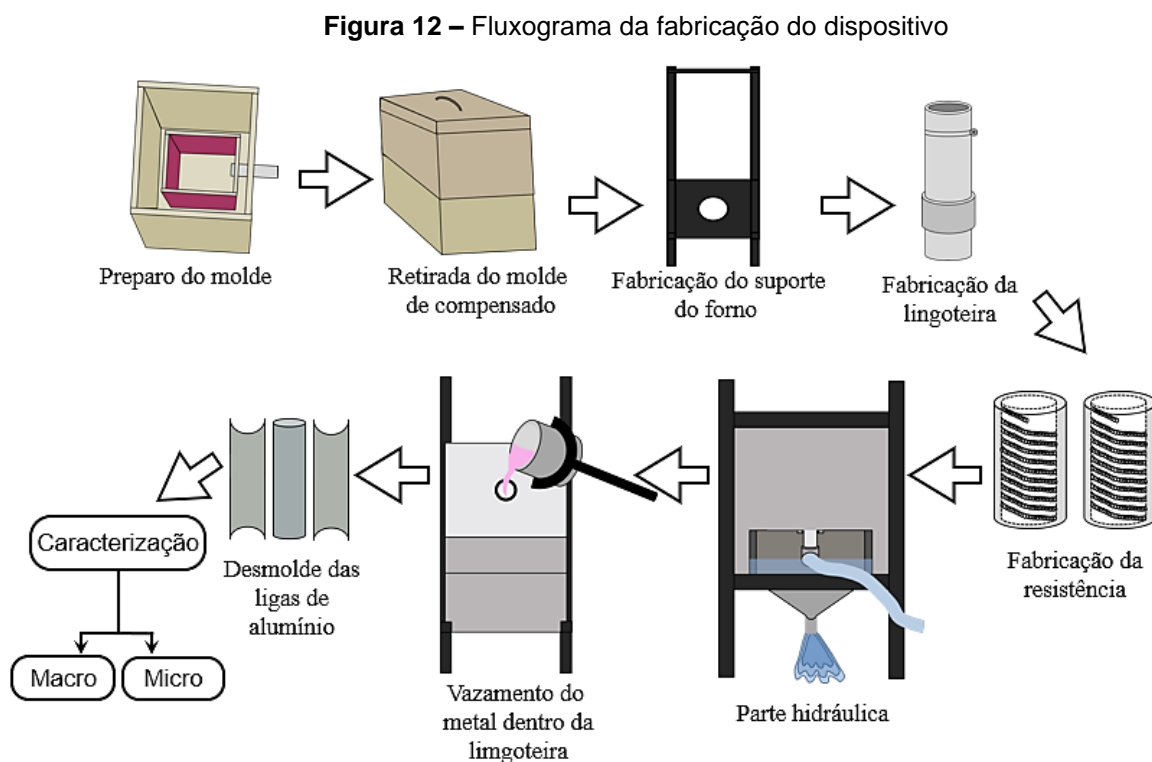 Figura 12 – Fluxograma da fabricação do dispositivo
Preparo do molde
Retirada do molde
de compensado
Fabricação do suporte
do forno
Fabricação da
lingoteira
Fabricação da
resistência
Parte hidráulica
Vazamento do
metal dentro da
limgoteira
Desmolde das
ligas de
alumínio
Caracterização
Macro
Micro